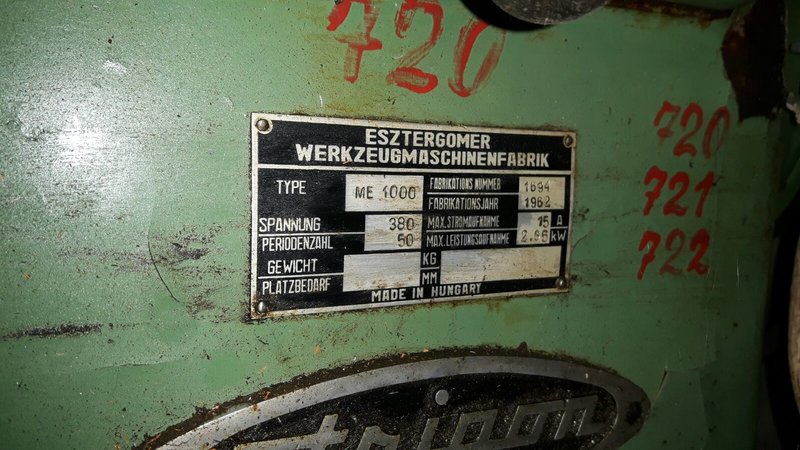 720
720
721
722
ESZTERGOMER
WERKZEUGMASCHINENFABRIK
TYPE ME 1000 FABRIKATIONS NUMMER 1694
FABRIKATIONSJAHR 1962
SPANNUNG 380 MAX. STROMAUFNAHME 15 A
PERIODENZAHL 50 MAX. LEISTUNGSAUFNAHME 2.86 kW
GEWICHT KG
PLATZBEDARF MM
MADE IN HUNGARY